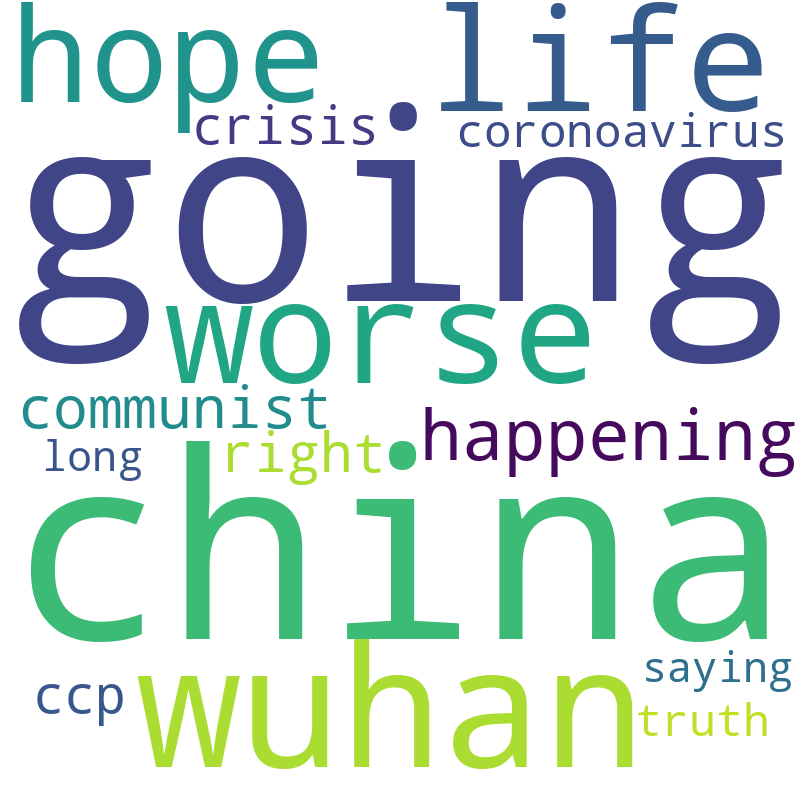 hope life
crisis coronoavirus
going
worse
communist happening
long right
china
ccp wuhan saying
truth